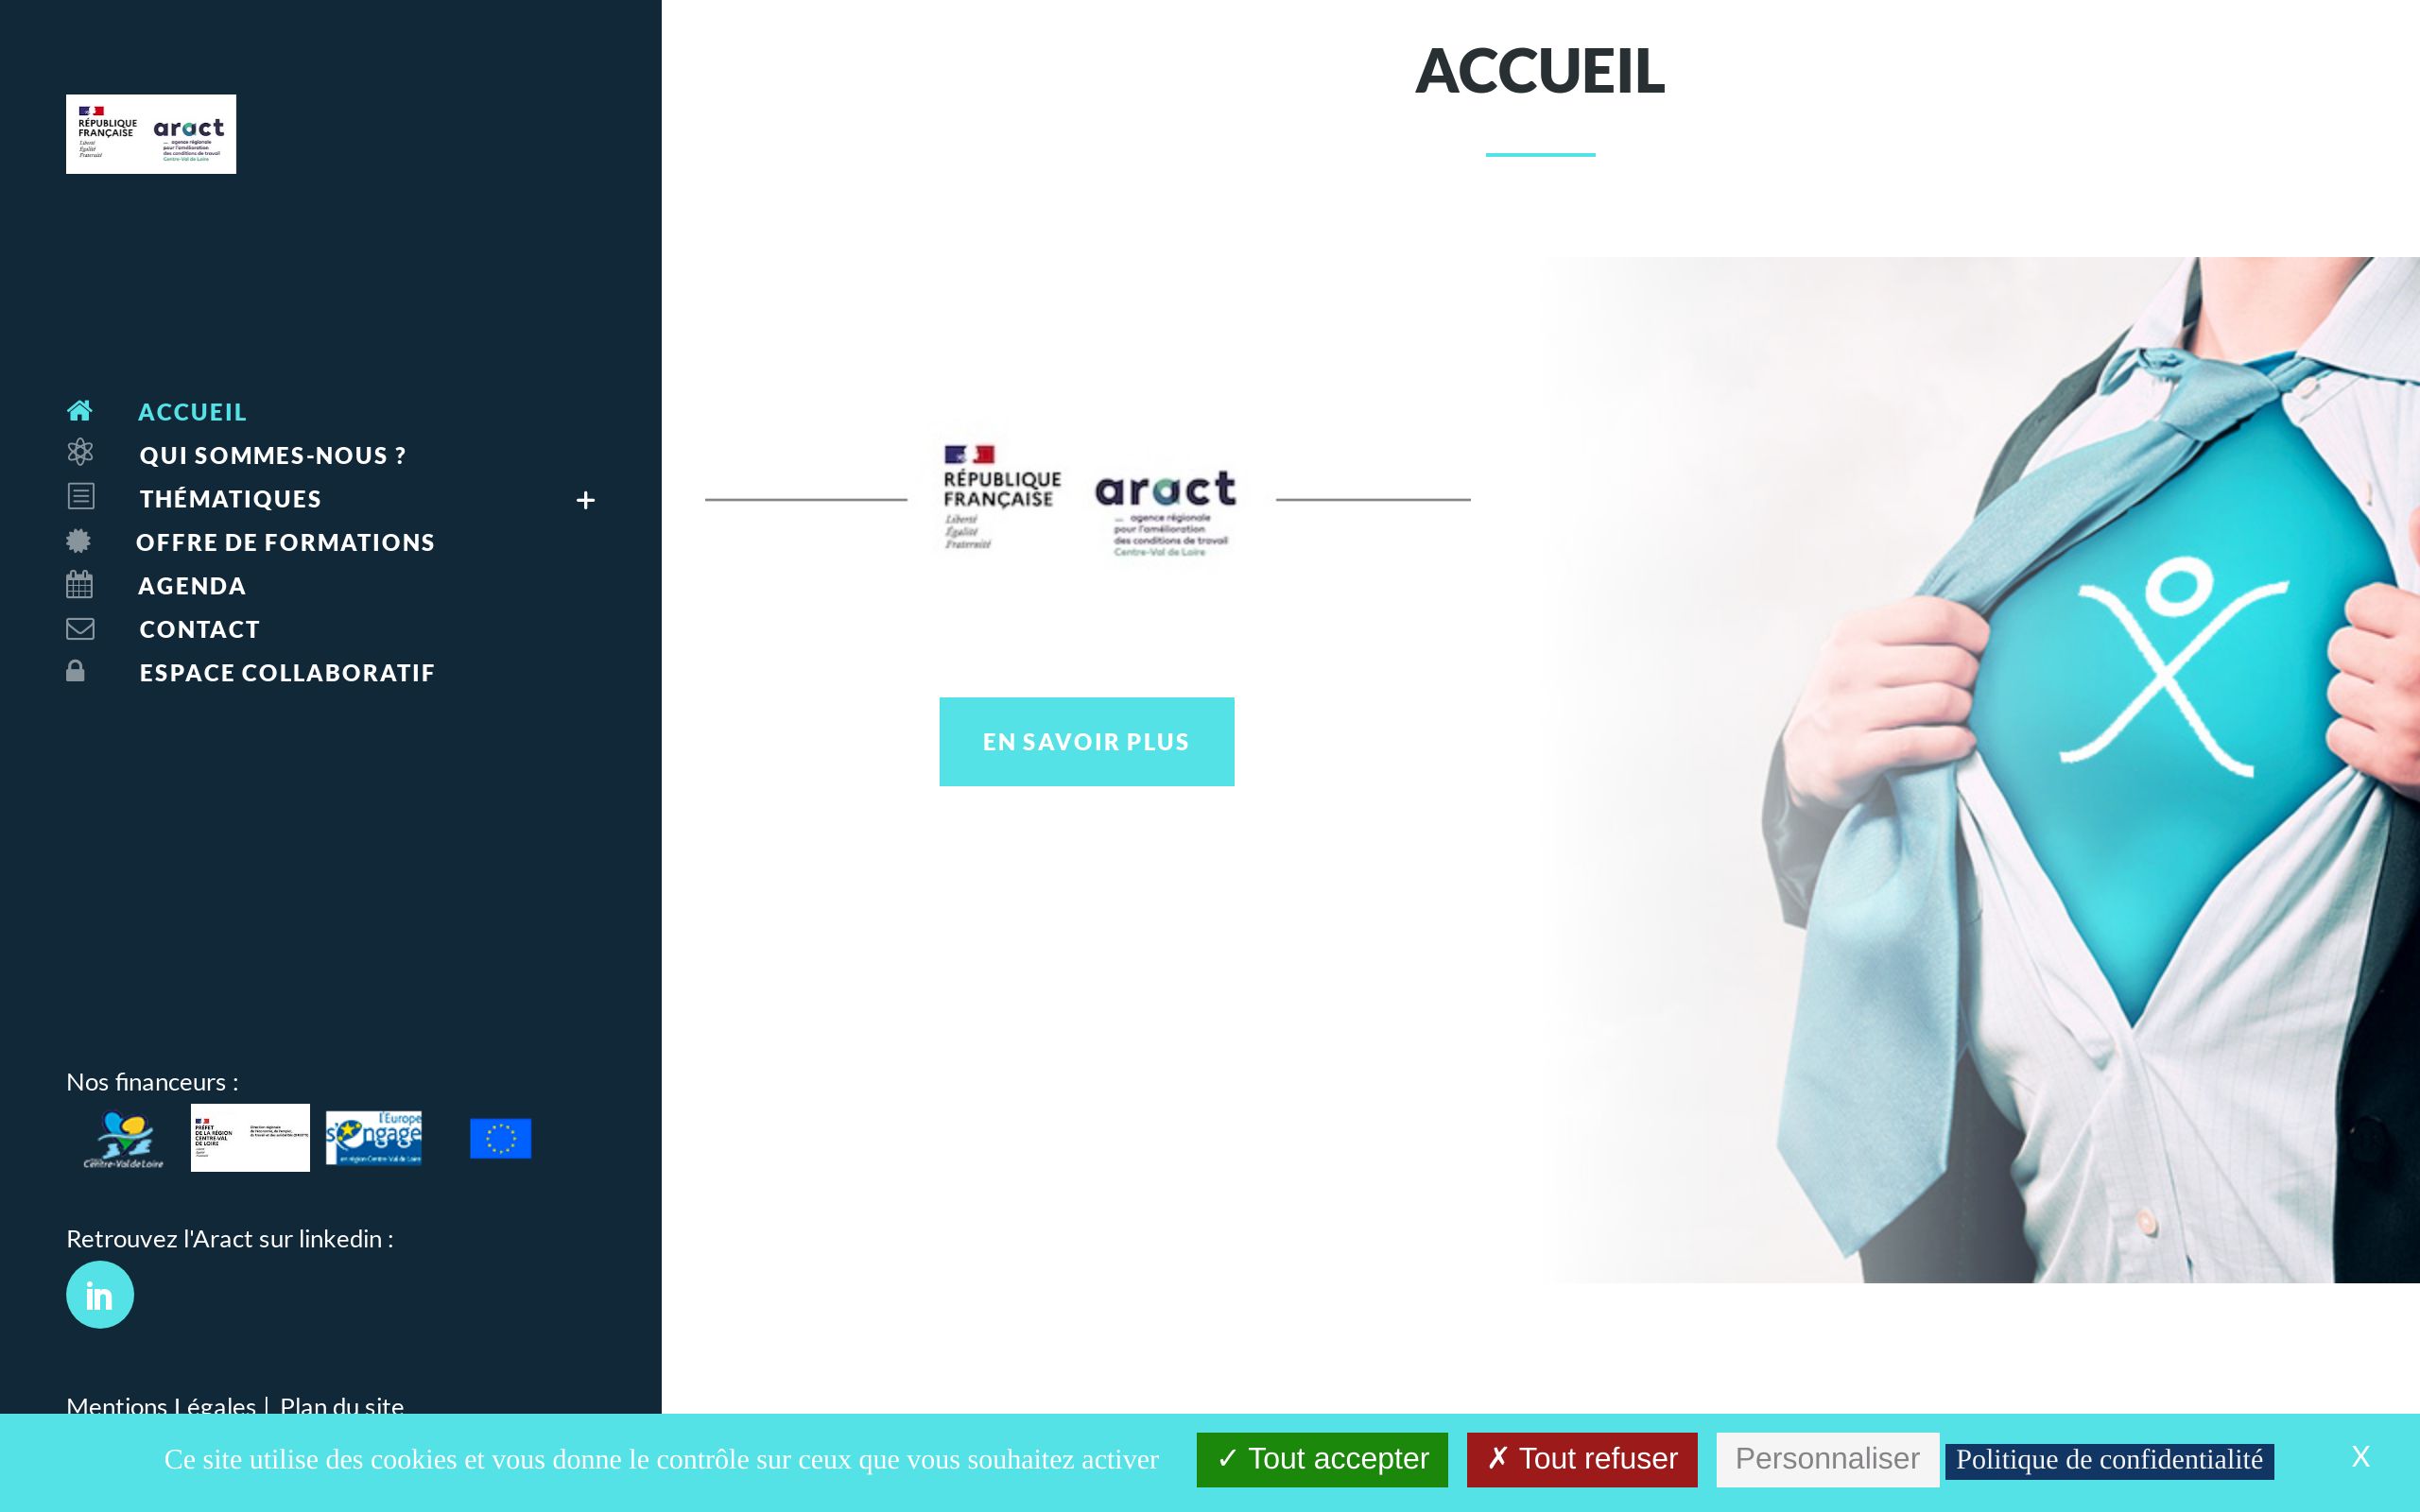 RÉPUBLIQUE
FRANÇAISE
Liberté
Égalité
Fraternité
aract
agence régionale
pour l'amélioration
des conditions de travail
Centre-Val de Loire
ACCUEIL
QUI SOMMES-NOUS ?
THÉMATIQUES +
OFFRE DE FORMATIONS
AGENDA
CONTACT
ESPACE COLLABORATIF
Nos financeurs :
Centre-Val de Loire
PRÉFET
DE LA RÉGION
CENTRE-VAL
DE LOIRE
l'Europe
s'engage
en région Centre-Val de Loire
Retrouvez l'Aract sur linkedin :
in
Mentions Légales | Plan du site
ACCUEIL
RÉPUBLIQUE
FRANÇAISE
Liberté
Égalité
Fraternité
aract
agence régionale
pour l'amélioration
des conditions de travail
Centre-Val de Loire
EN SAVOIR PLUS
Ce site utilise des cookies et vous donne le contrôle sur ceux que vous souhaitez activer
✓ Tout accepter
✗ Tout refuser
Personnaliser
Politique de confidentialité
X